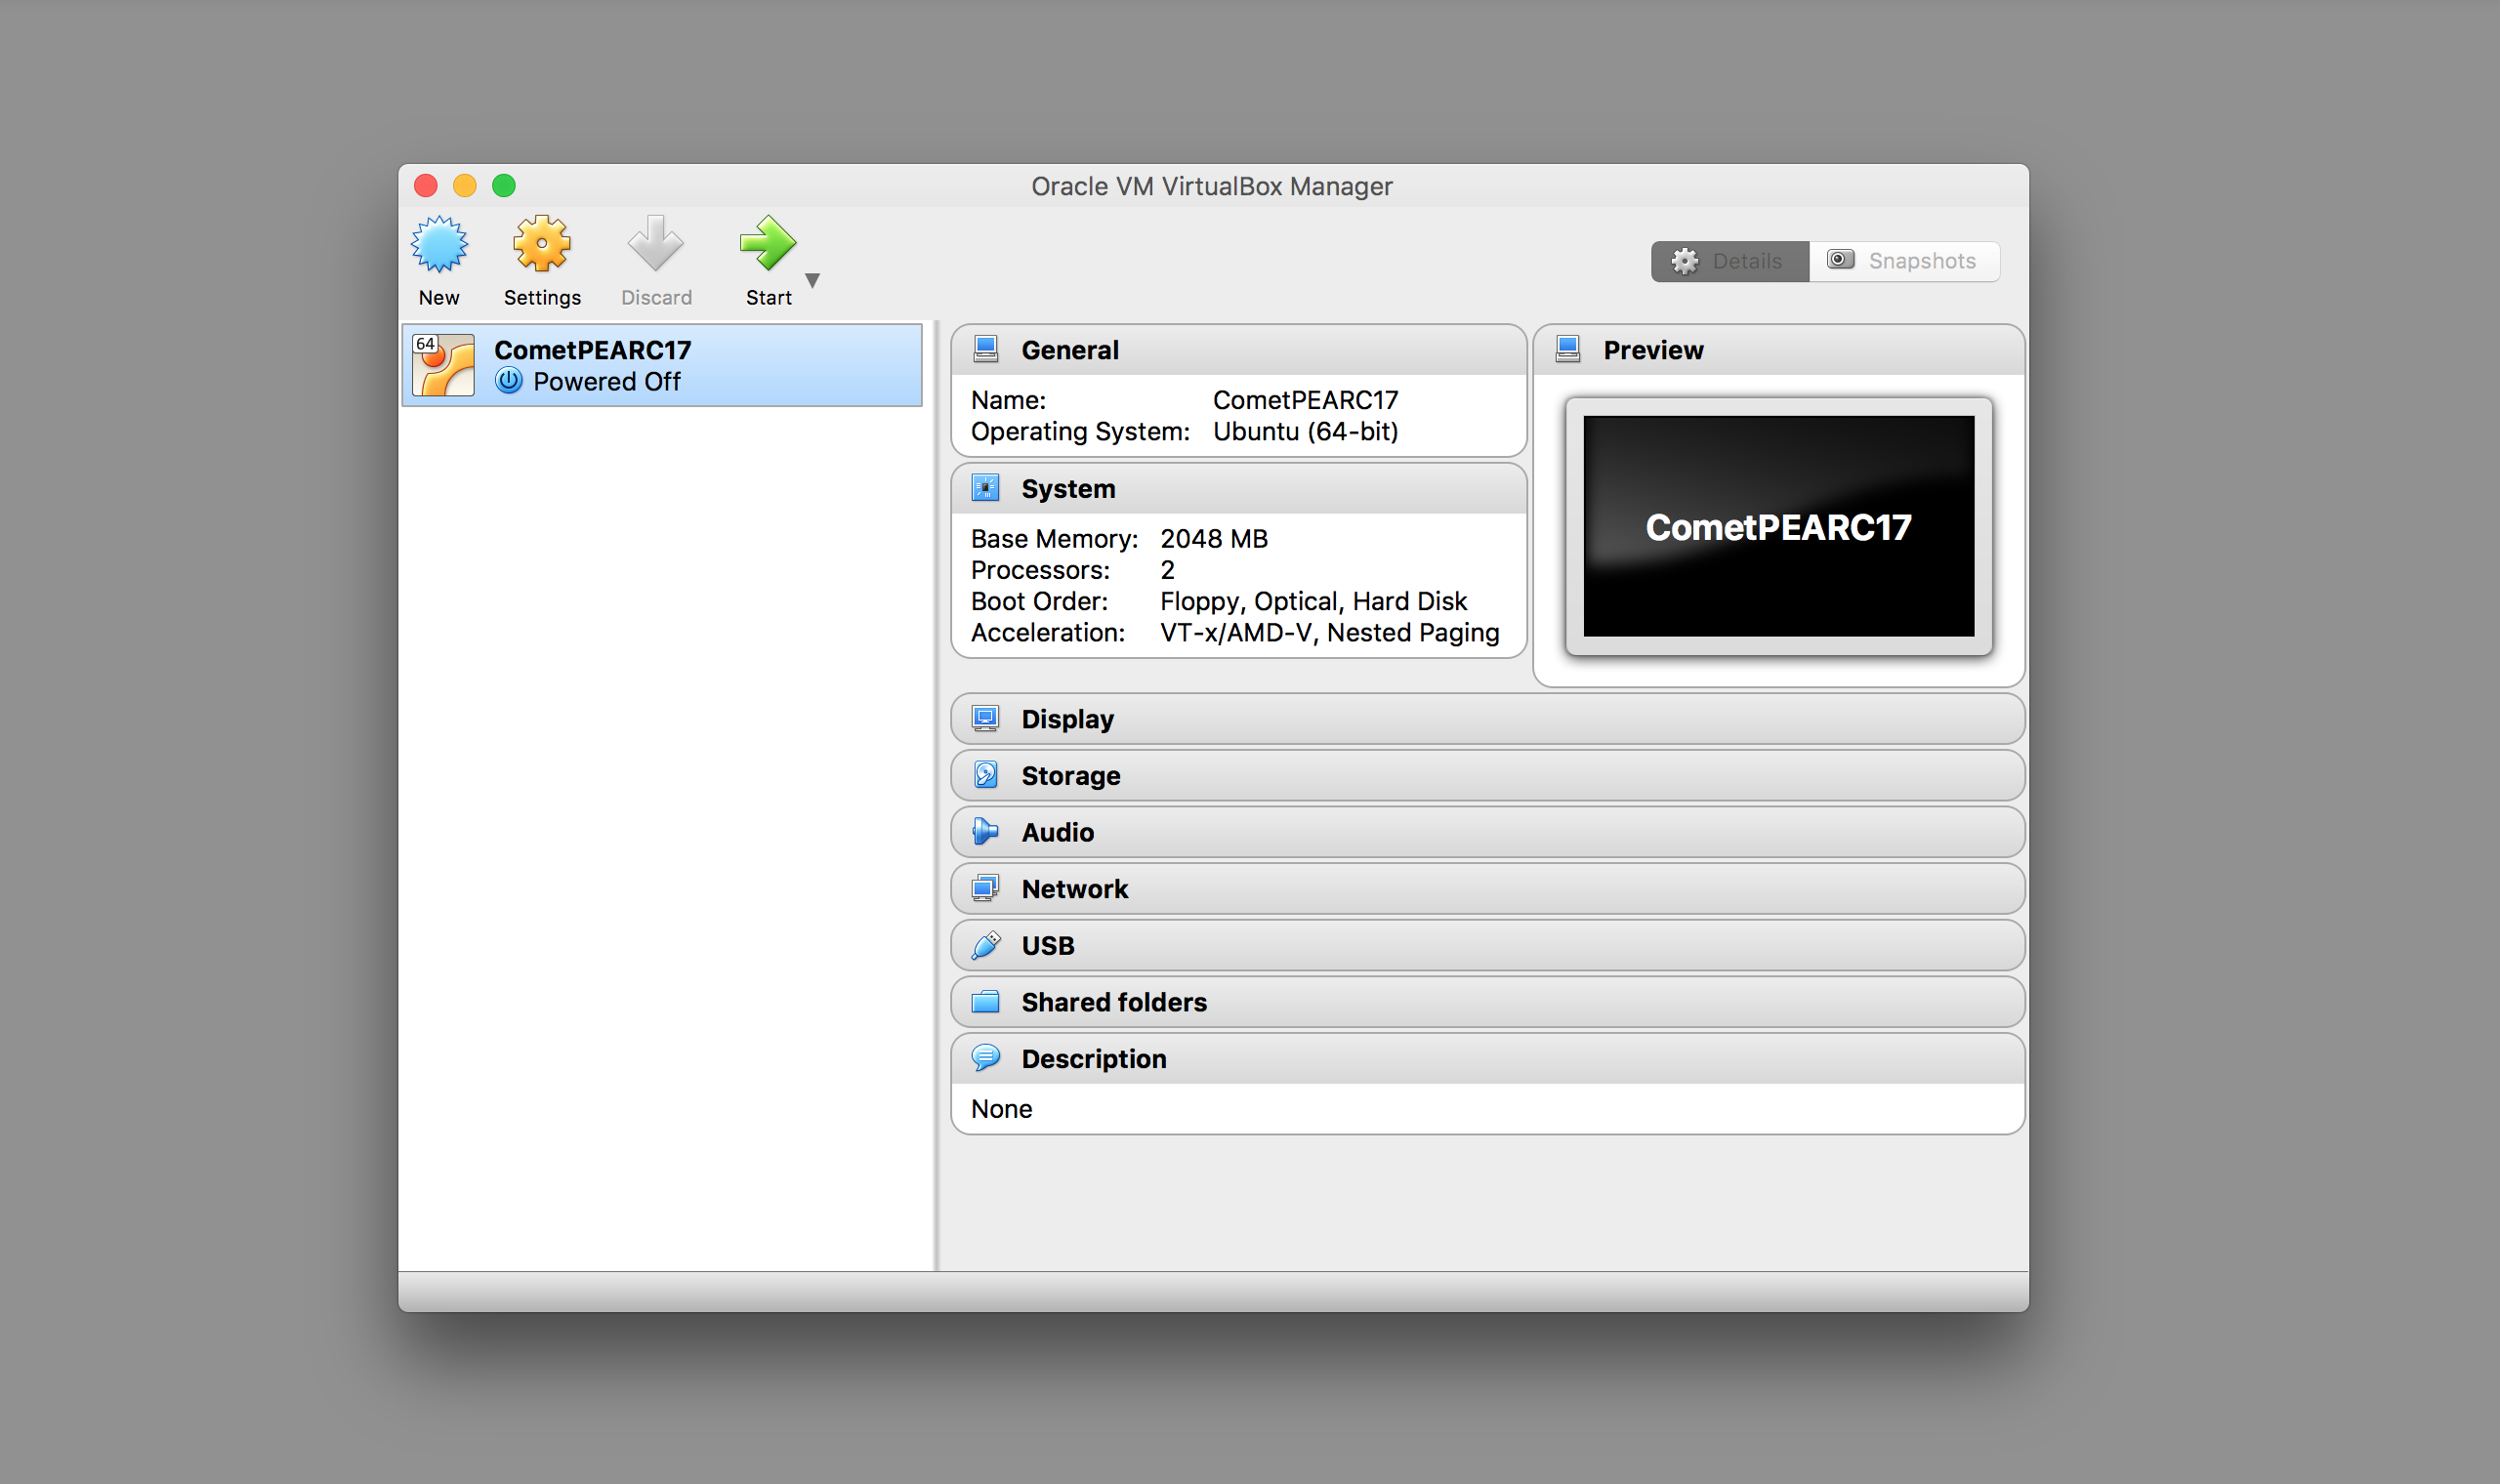 Oracle VM VirtualBox Manager
New
Settings
Discard
Start
Details
Snapshots
64
CometPEARC17
Powered Off
General
Name: CometPEARC17
Operating System: Ubuntu (64-bit)
System
Base Memory: 2048 MB
Processors: 2
Boot Order: Floppy, Optical, Hard Disk
Acceleration: VT-x/AMD-V, Nested Paging
Preview
CometPEARC17
Display
Storage
Audio
Network
USB
Shared folders
Description
None